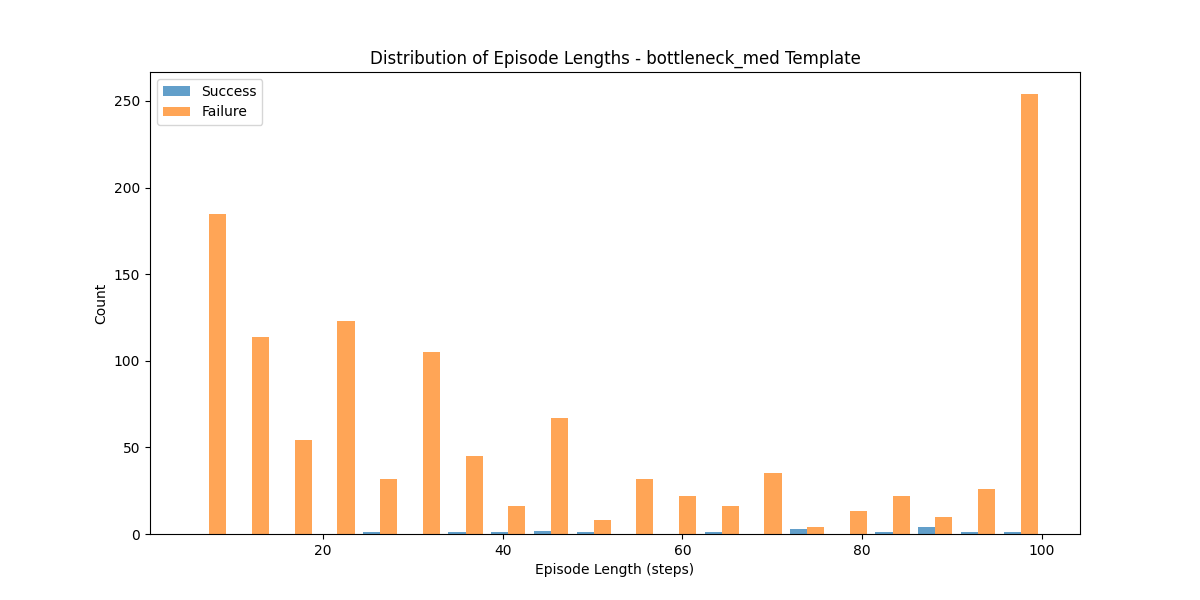 Distribution of Episode Lengths - bottleneck_med Template
Success
Failure
250
200
150
100
50
0
Count
20 40 60 80 100
Episode Length (steps)